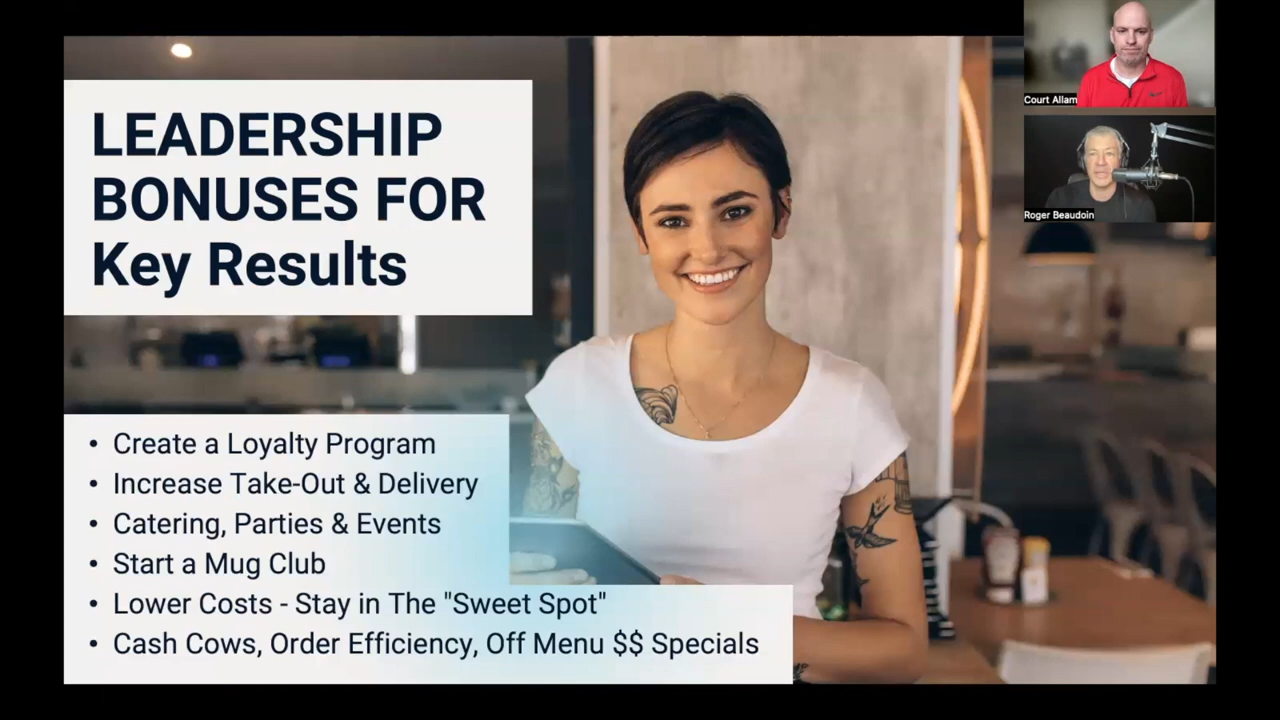 LEADERSHIP
BONUSES FOR
Key Results
• Create a Loyalty Program
• Increase Take-Out & Delivery
• Catering, Parties & Events
• Start a Mug Club
• Lower Costs - Stay in The "Sweet Spot"
• Cash Cows, Order Efficiency, Off Menu $$ Specials
Court Allam
Roger Beaudoin